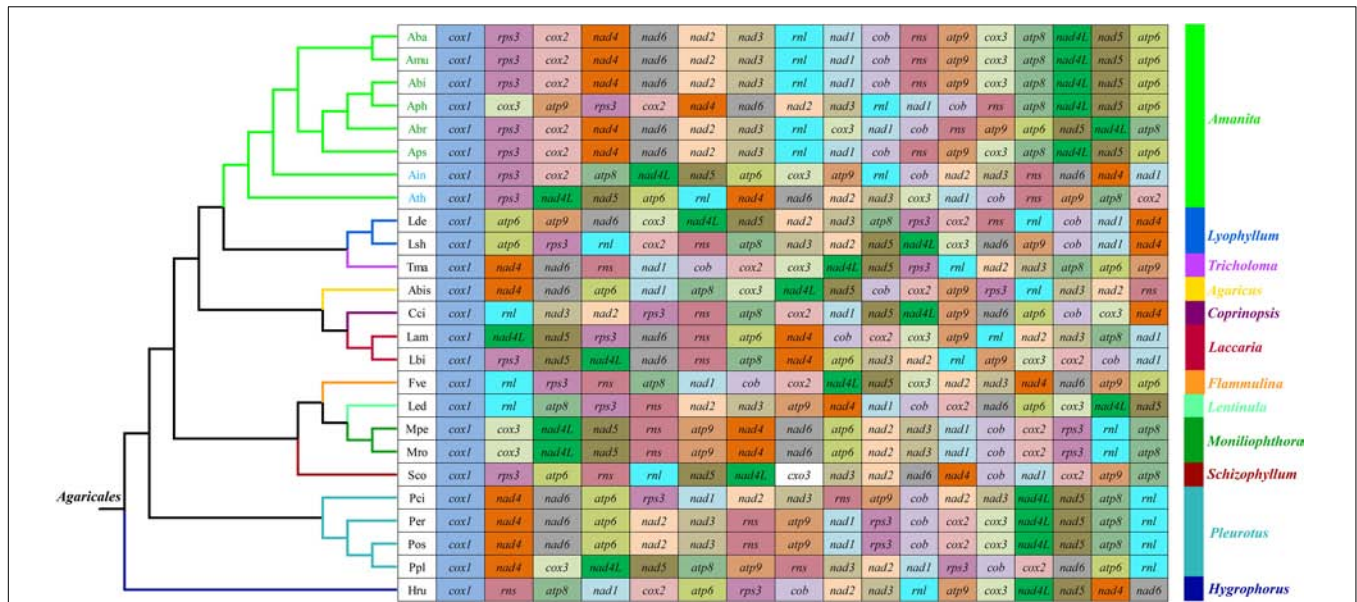 Aba cox1 rps3 cox2 nad4 nad6 nad2 nad3 rnl nad1 cob rns atp9 cox3 atp8 nad4L nad5 atp6
Amu cox1 rps3 cox2 nad4 nad6 nad2 nad3 rnl nad1 cob rns atp9 cox3 atp8 nad4L nad5 atp6
Abi cox1 rps3 cox2 nad4 nad6 nad2 nad3 rnl nad1 cob rns atp9 cox3 atp8 nad4L nad5 atp6
Aph cox1 cox3 atp9 rps3 cox2 nad4 nad6 nad2 nad3 rnl nad1 cob rns atp8 nad4L nad5 atp6
Amanita
Abr cox1 rps3 cox2 nad4 nad6 nad2 nad3 rnl cox3 nad1 cob rns atp9 atp6 nad5 nad4L atp8
Aps cox1 rps3 cox2 nad4 nad6 nad2 nad3 rnl nad1 cob rns atp9 cox3 atp8 nad4L nad5 atp6
Ain cox1 rps3 cox2 atp8 nad4L nad5 atp6 cox3 atp9 rnl cob nad2 nad3 rns nad6 nad4 nad1
Ath cox1 rps3 nad4L nad5 atp6 rnl nad4 nad6 nad2 nad3 cox3 nad1 cob rns atp9 atp8 cox2
Lde cox1 atp6 atp9 nad6 cox3 nad4L nad5 nad2 nad3 atp8 rps3 cox2 rns rnl cob nad1 nad4
Lyophyllum
Lsh cox1 atp6 rps3 rnl cox2 rns atp8 nad3 nad2 nad5 nad4L cox3 nad6 atp9 cob nad1 nad4
Tma cox1 nad4 nad6 rns nad1 cob cox2 cox3 nad4L nad5 rps3 rnl nad2 nad3 atp8 atp6 atp9 Tricholoma
Abis cox1 nad4 nad6 atp6 nad1 atp8 cox3 nad4L nad5 cob cox2 atp9 rps3 rnl nad3 nad2 rns Agaricus
Cci cox1 rnl nad3 nad2 rps3 rns atp8 cox2 nad1 nad5 nad4L atp9 nad6 atp6 cob cox3 nad4 Coprinopsis
Lam cox1 nad4L nad5 rps3 nad6 rns atp6 nad4 cob cox2 cox3 atp9 rnl nad2 nad3 atp8 nad1
Laccaria
Lbi cox1 rps3 nad5 nad4L nad6 rns atp8 nad4 atp6 nad3 nad2 rnl atp9 cox3 cox2 cob nad1
Fve cox1 rnl rps3 rns atp8 nad1 cob cox2 nad4L nad5 cox3 nad2 nad3 nad4 nad6 atp9 atp6 Flammulina
Led cox1 rnl atp8 rps3 rns nad2 nad3 atp9 nad4 nad1 cob cox2 nad6 atp6 cox3 nad4L nad5 Lentinula
Mpe cox1 cox3 nad4L nad5 rns atp9 nad4 nad6 atp6 nad2 nad3 nad1 cob cox2 rps3 rnl atp8
Moniliophthora
Mro cox1 cox3 nad4L nad5 rns atp9 nad4 nad6 atp6 nad2 nad3 nad1 cob cox2 rps3 rnl atp8
Sco cox1 rps3 atp6 rns rnl nad5 nad4L cxo3 nad3 nad2 nad6 nad4 cob nad1 cox2 atp9 atp8 Schizophyllum
Agaricales
Pci cox1 nad4 nad6 atp6 rps3 nad1 nad2 nad3 rns atp9 cob nad2 nad3 nad4L nad5 atp8 rnl
Per cox1 nad4 nad6 atp6 nad2 nad3 rns atp9 nad1 rps3 cob cox2 cox3 nad4L nad5 atp8 rnl
Pleurotus
Pos cox1 nad4 nad6 atp6 nad2 nad3 rns atp9 nad1 rps3 cob cox2 cox3 nad4L nad5 atp8 rnl
Ppl cox1 nad4 cox3 nad4L nad5 atp8 atp9 rns nad3 nad2 nad1 rps3 cob cox2 nad6 atp6 rnl
Hru cox1 rns atp8 nad1 cox2 atp6 rps3 cob nad2 nad3 rnl atp9 cox3 nad4L nad5 nad4 nad6 Hygrophorus